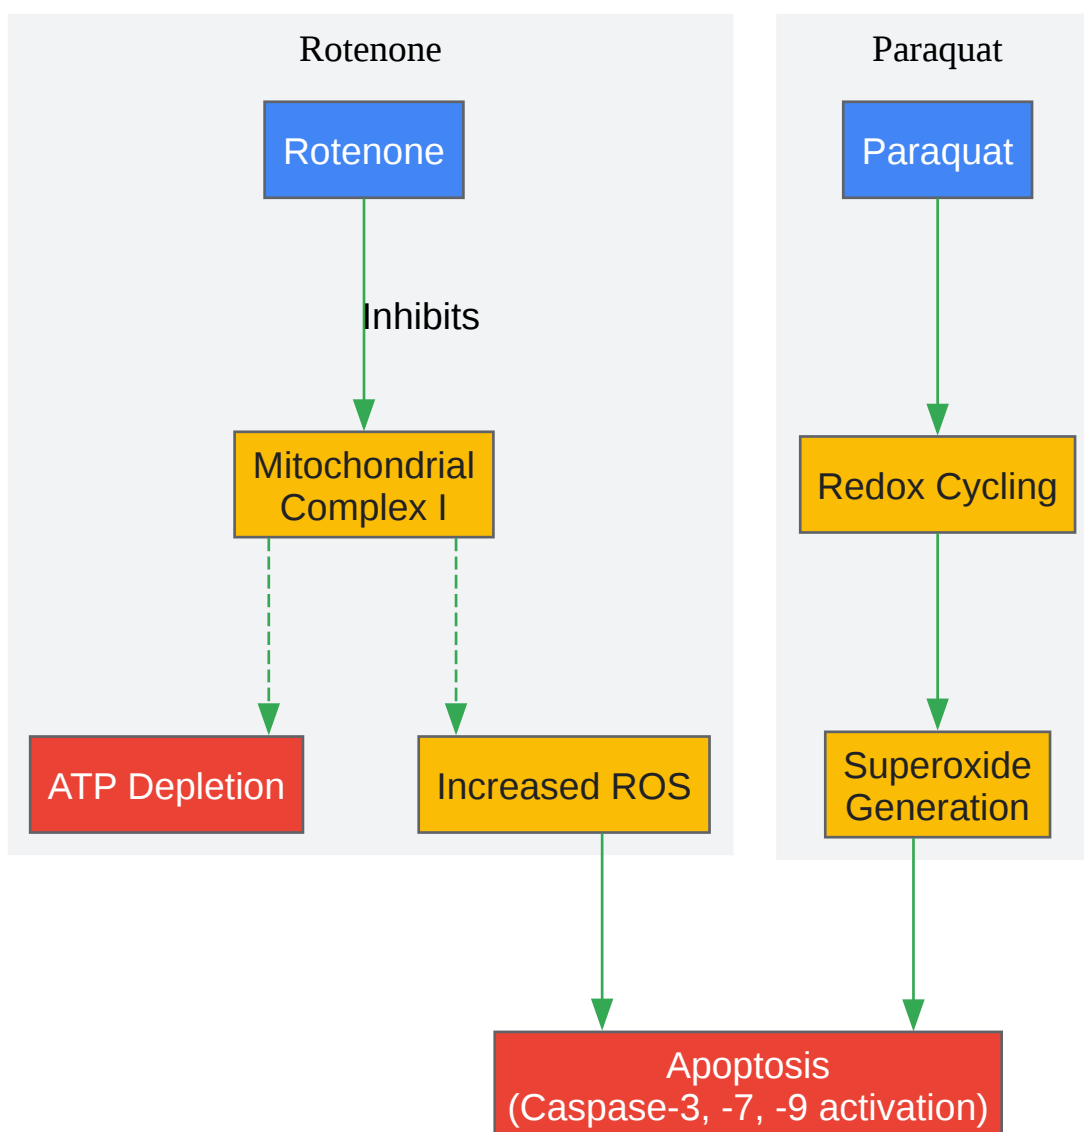 Rotenone
Paraquat
Rotenone
Paraquat
Inhibits
Mitochondrial
Complex I
Redox Cycling
ATP Depletion
Increased ROS
Superoxide
Generation
Apoptosis
(Caspase-3, -7, -9 activation)